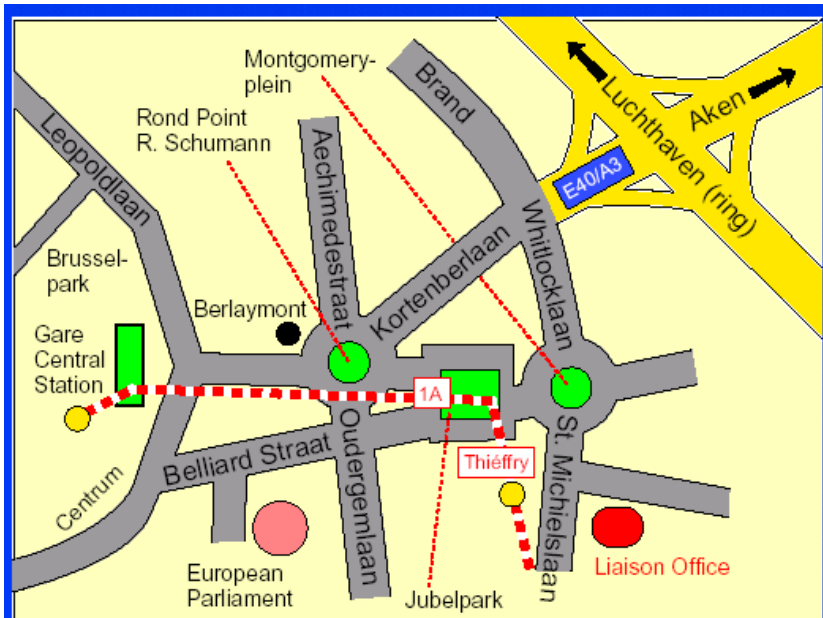 Montgomery-
plein
Rond Point
R. Schumann
Brand
Whitlocklaan
Luchthaven (ring)
Aken
E40/A3
Leopoldlaan
Aechimedestraat
Kortenberlaan
Brussel-
park
Berlaymont
Gare
Central
Station
1A
Thiéffry
Belliard Straat
Oudergemlaan
St. Michielslaan
Centrum
European
Parliament
Jubelpark
Liaison Office